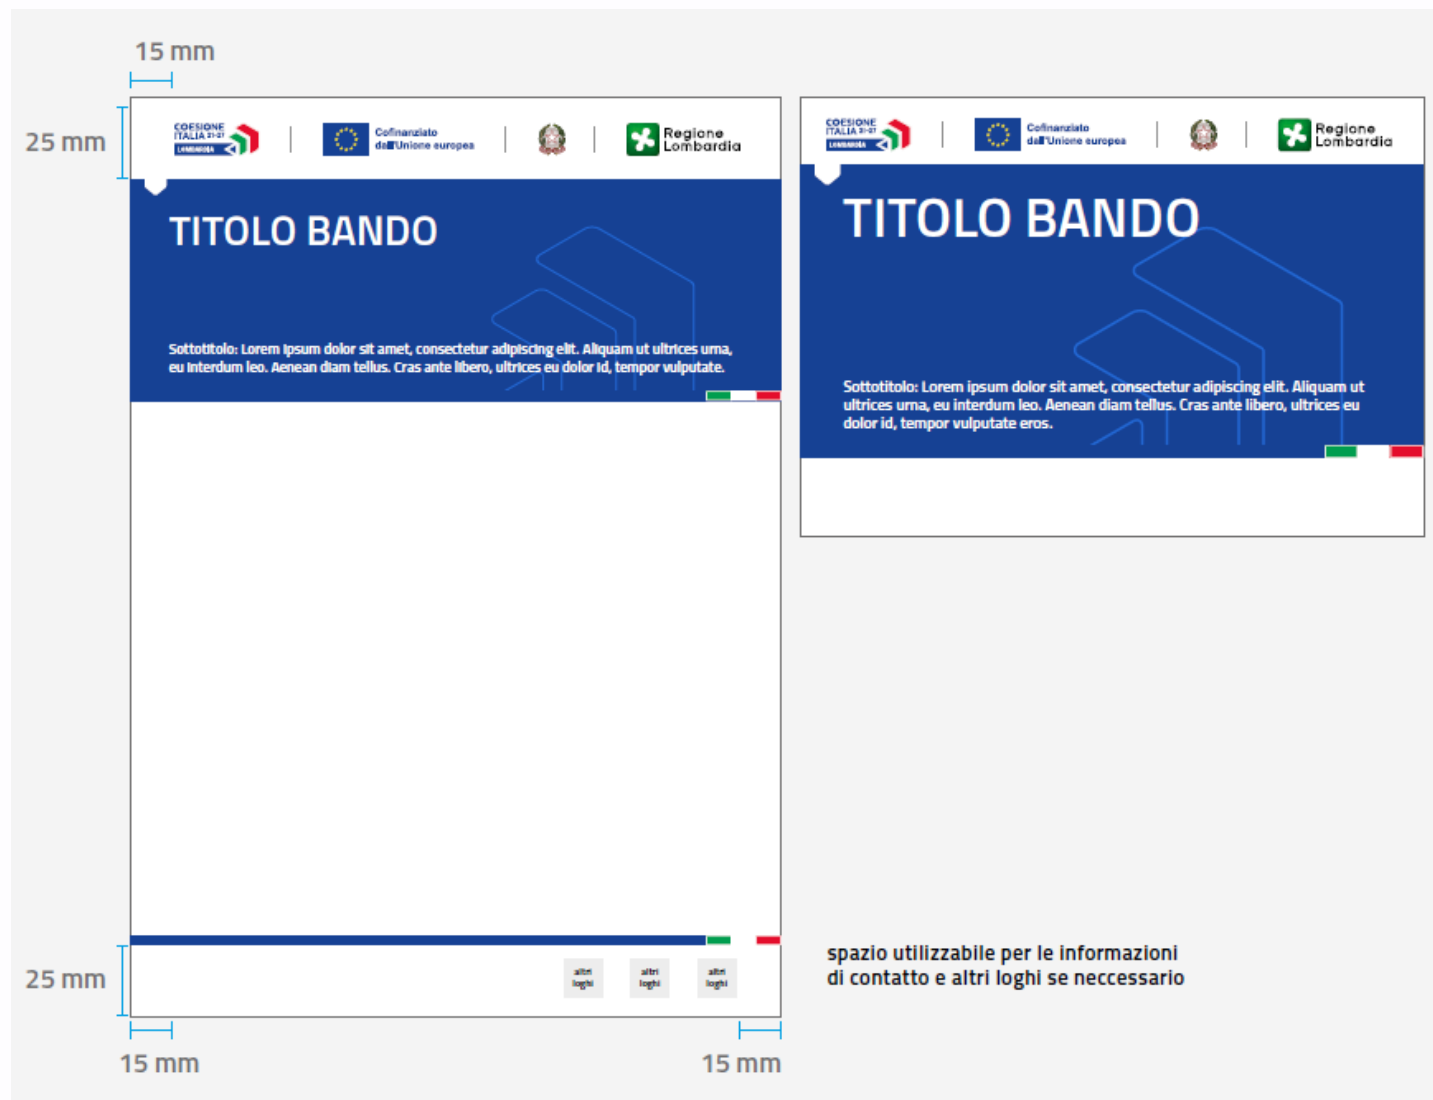 15 mm
25 mm
COESIONE
ITALIA 21-27
LOMBARDIA
Cofinanziato
dall'Unione europea
Regione
Lombardia
TITOLO BANDO
Sottotitolo: Lorem ipsum dolor sit amet, consectetur adipiscing elit. Aliquam ut ultrices urna,
eu interdum leo. Aenean diam tellus. Cras ante libero, ultrices eu dolor id, tempor vulputate.
altri
loghi
altri
loghi
altri
loghi
25 mm
15 mm
15 mm
COESIONE
ITALIA 21-27
LOMBARDIA
Cofinanziato
dall'Unione europea
Regione
Lombardia
TITOLO BANDO
Sottotitolo: Lorem ipsum dolor sit amet, consectetur adipiscing elit. Aliquam ut
ultrices urna, eu interdum leo. Aenean diam tellus. Cras ante libero, ultrices eu
dolor id, tempor vulputate eros.
spazio utilizzabile per le informazioni
di contatto e altri loghi se neccessario